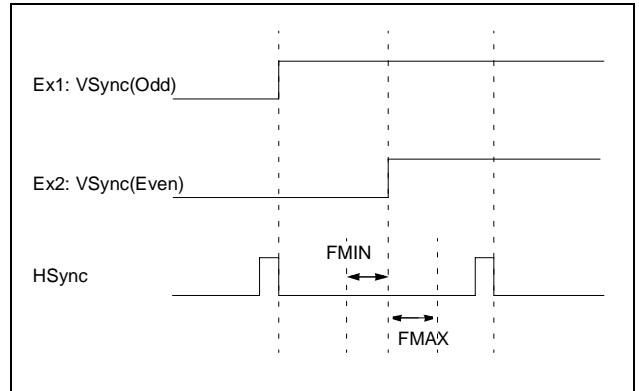 Ex1: VSync(Odd)
Ex2: VSync(Even)
FMIN
HSync
FMAX